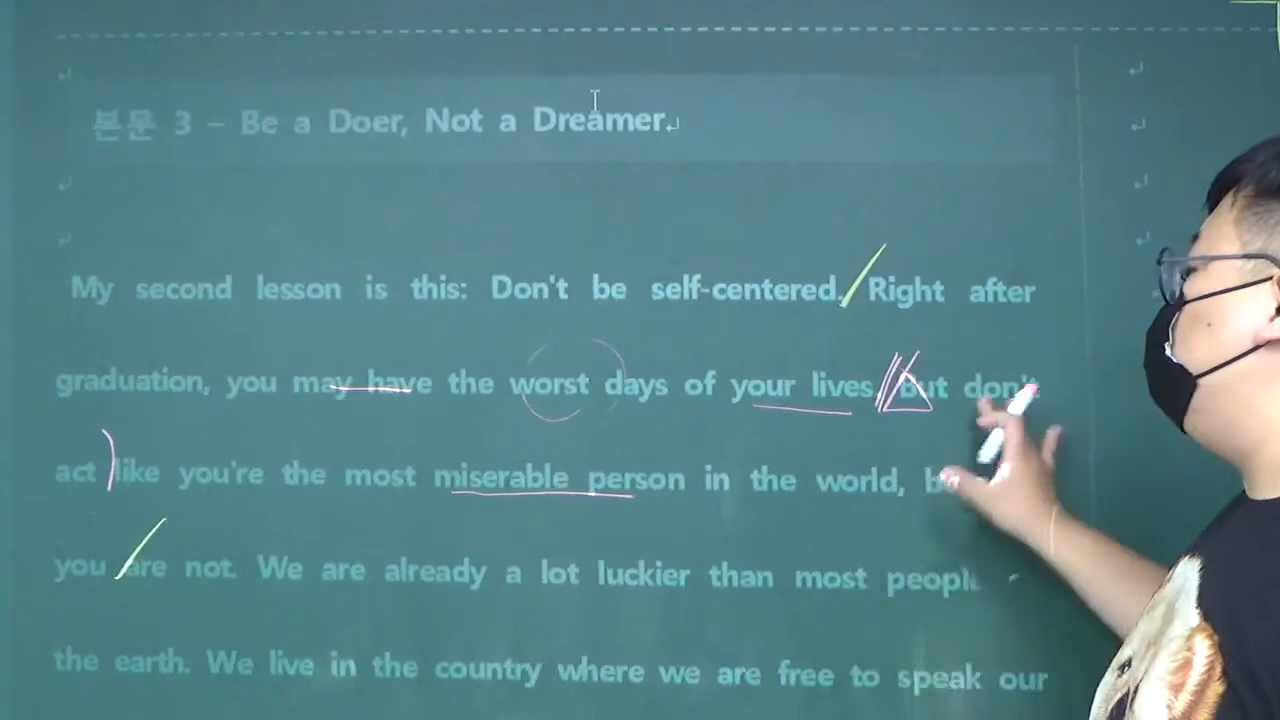 본문 3 – Be a Doer, Not a Dreamer.
My second lesson is this: Don't be self-centered. Right after
graduation, you may have the worst days of your lives. But don't
act like you're the most miserable person in the world,
you are not. We are already a lot luckier than most
the earth. We live in the country where we are free to speak our